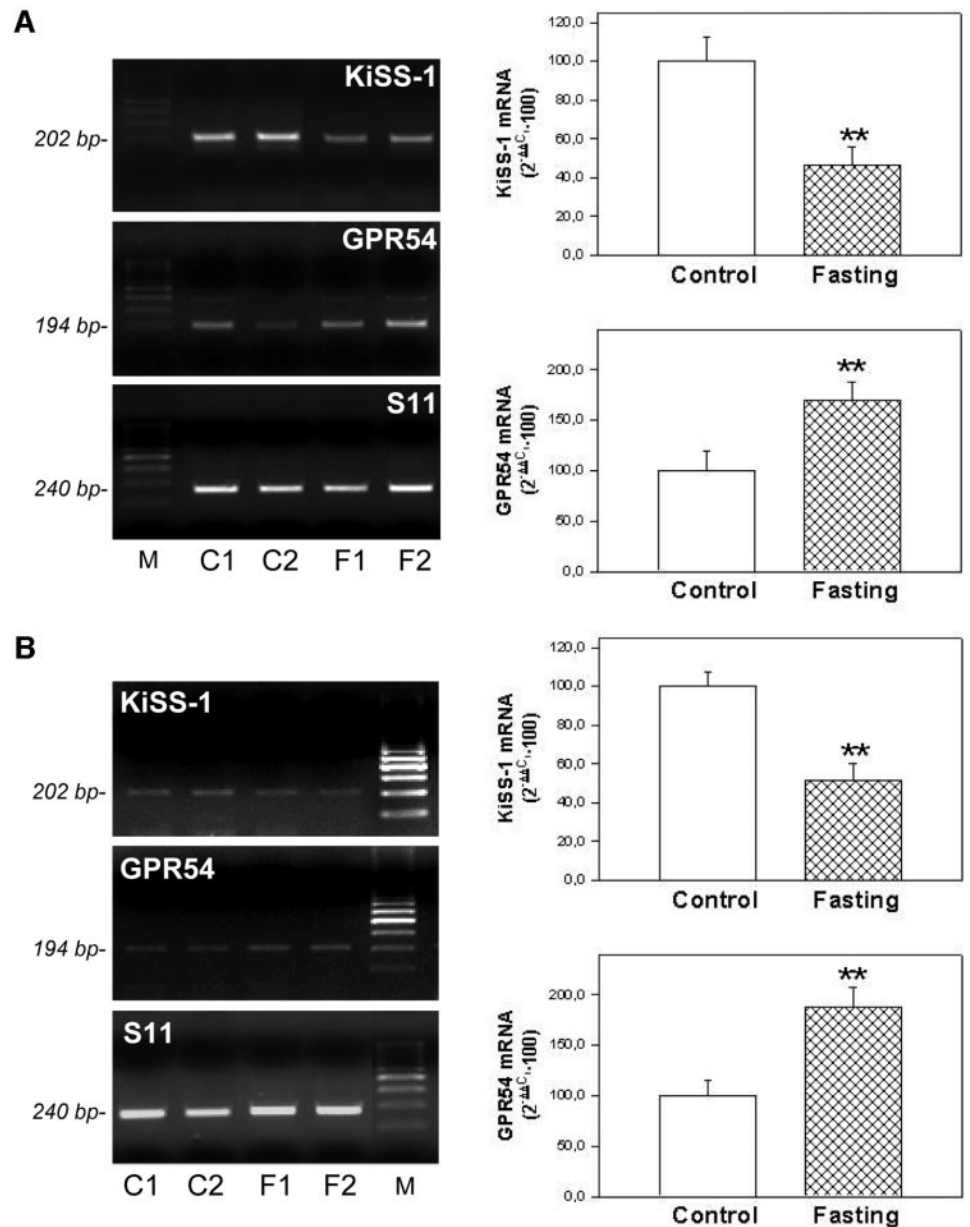 A
KiSS-1
202 bp-
GPR54
194 bp-
S11
240 bp-
M C1 C2 F1 F2
KiSS-1 mRNA
(2-ΔΔCT·100)
120,0
100,0
80,0
60,0
40,0
20,0
0,0
**
Control Fasting
GPR54 mRNA
(2-ΔΔCT·100)
200,0
150,0
100,0
50,0
0,0
**
Control Fasting
B
KiSS-1
202 bp-
GPR54
194 bp-
S11
240 bp-
C1 C2 F1 F2 M
KiSS-1 mRNA
(2-ΔΔCT·100)
120,0
100,0
80,0
60,0
40,0
20,0
0,0
**
Control Fasting
GPR54 mRNA
(2-ΔΔCT·100)
200,0
150,0
100,0
50,0
0,0
**
Control Fasting